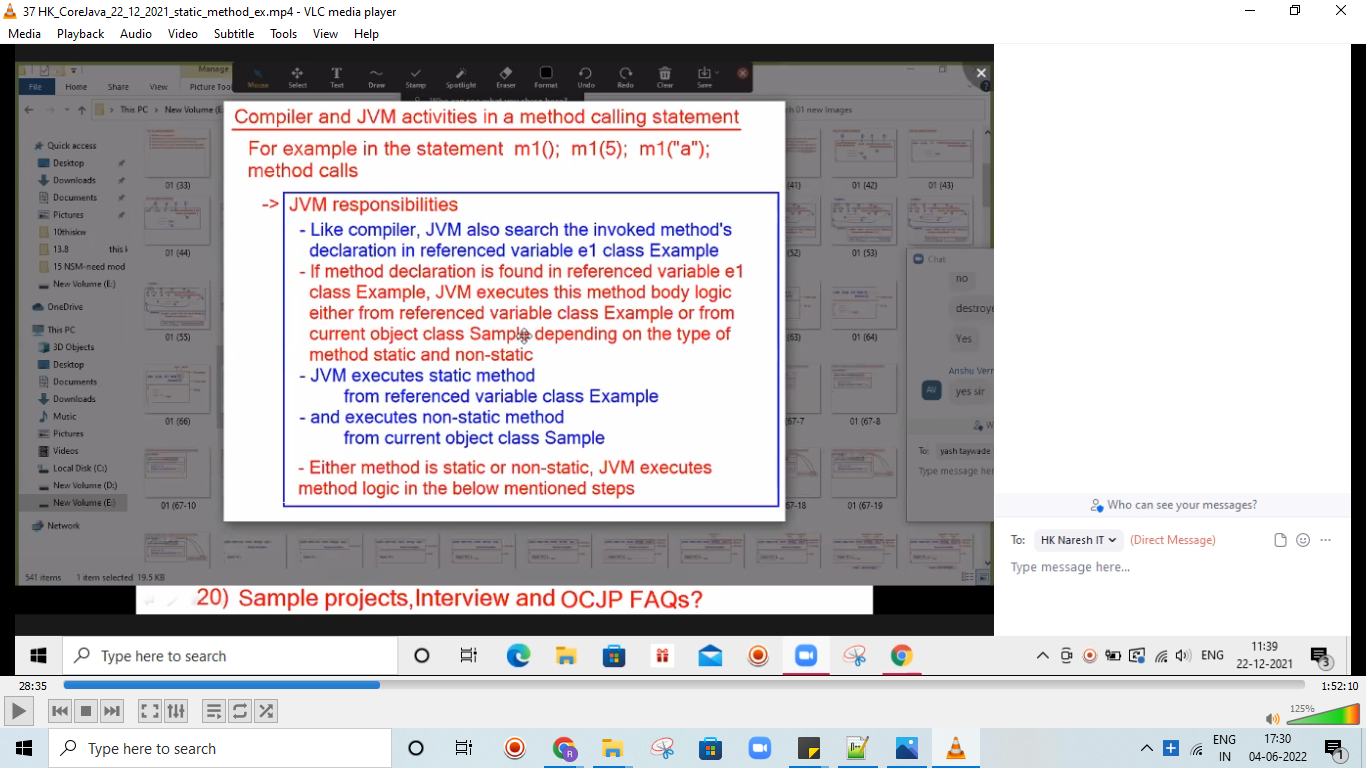 37 HK_CoreJava_22_12_2021_static_method_ex.mp4 - VLC media player
Media Playback Audio Video Subtitle Tools View Help
Manage
Mouse Select Text Draw Stamp Spotlight Eraser Format Undo Redo Clear Save
File Home Share View Picture Too
This PC New Volume (E
ch 01 new Images
Compiler and JVM activities in a method calling statement
For example in the statement m1(); m1(5); m1("a");
method calls
-> JVM responsibilities
- Like compiler, JVM also search the invoked method's
declaration in referenced variable e1 class Example
- If method declaration is found in referenced variable e1
class Example, JVM executes this method body logic
either from referenced variable class Example or from
current object class Sample depending on the type of
method static and non-static
- JVM executes static method
from referenced variable class Example
- and executes non-static method
from current object class Sample
- Either method is static or non-static, JVM executes
method logic in the below mentioned steps
Quick access
Desktop
Downloads
Documents
Pictures
10thiskw
13.8 this k
15 NSM-need mod
New Volume (E:)
OneDrive
This PC
3D Objects
Desktop
Documents
Downloads
Music
Pictures
Videos
Local Disk (C:)
New Volume (D:)
New Volume (E:)
Network
01 (33)
01 (44)
01 (55)
01 (66)
01 (67-10
(41) 01 (42) 01 (43)
(52) 01 (53)
(63) 01 (64)
(67-7 01 (67-8
7-18 01 (67-19
Chat
no
destroye
Yes
Anshu Verr
AV yes sir
W
To: yash taywade
Type message her
541 items 1 item selected 19.5 KB
20) Sample projects,Interview and OCJP FAQs?
Who can see your messages?
To: HK Naresh IT (Direct Message)
Type message here...
Type here to search
ENG 11:39
22-12-2021 3
28:35 1:52:10
125%
Type here to search
R
ENG 17:30
IN 04-06-2022 1